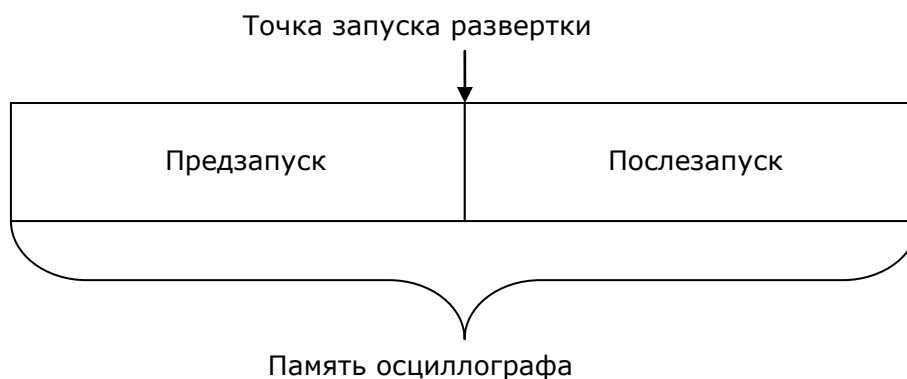 Точка запуска развертки
Предзапуск
Послезапуск
Память осциллографа